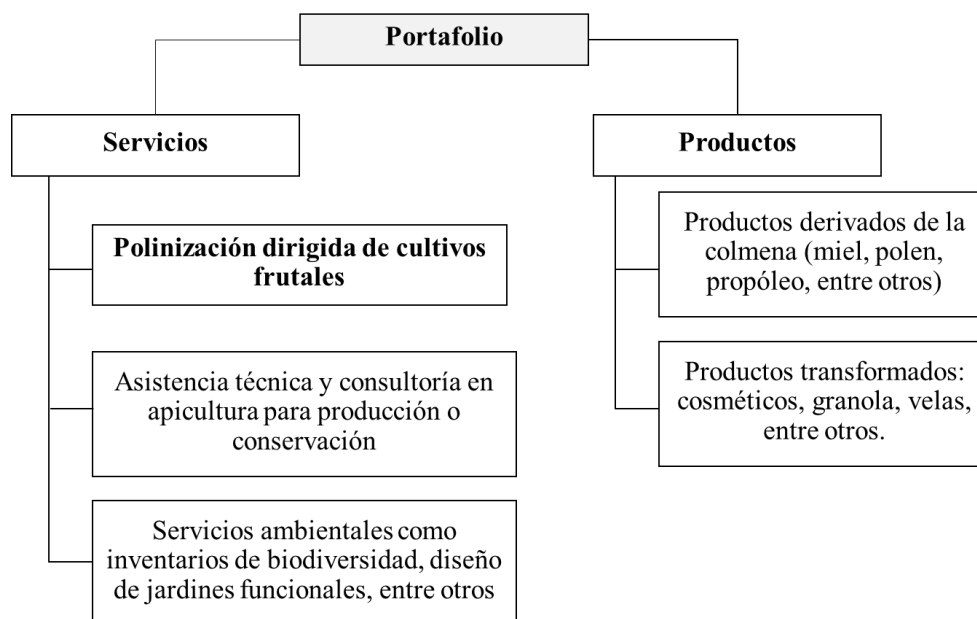 Portafolio
Servicios
Polinización dirigida de cultivos
frutales
Asistencia técnica y consultoría en
apicultura para producción o
conservación
Servicios ambientales como
inventarios de biodiversidad, diseño
de jardines funcionales, entre otros
Productos
Productos derivados de la
colmena (miel, polen,
propóleo, entre otros)
Productos transformados:
cosméticos, granola, velas,
entre otros.